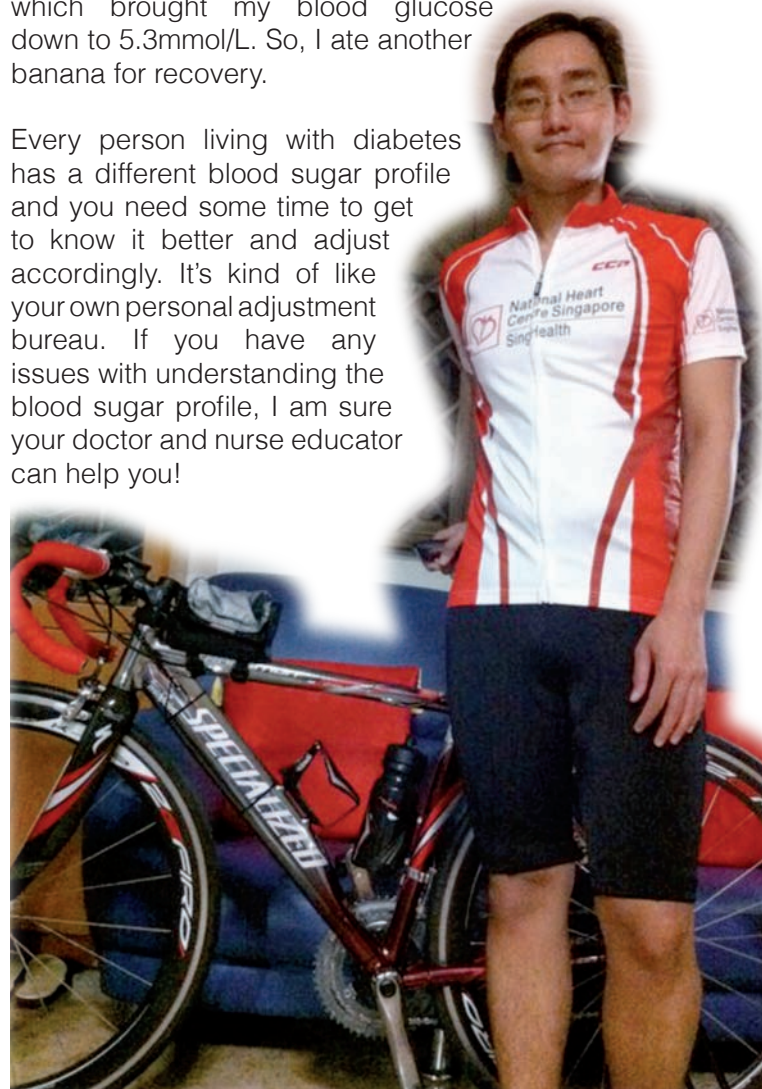 which brought my blood glucose
down to 5.3mmol/L. So, I ate another
banana for recovery.
Every person living with diabetes
has a different blood sugar profile
and you need some time to get
to know it better and adjust
accordingly. It's kind of like
your own personal adjustment
bureau. If you have any
issues with understanding the
blood sugar profile, I am sure
your doctor and nurse educator
can help you!
CCN
National Heart
Centre Singapore
SingHealth
SPECIALIZED